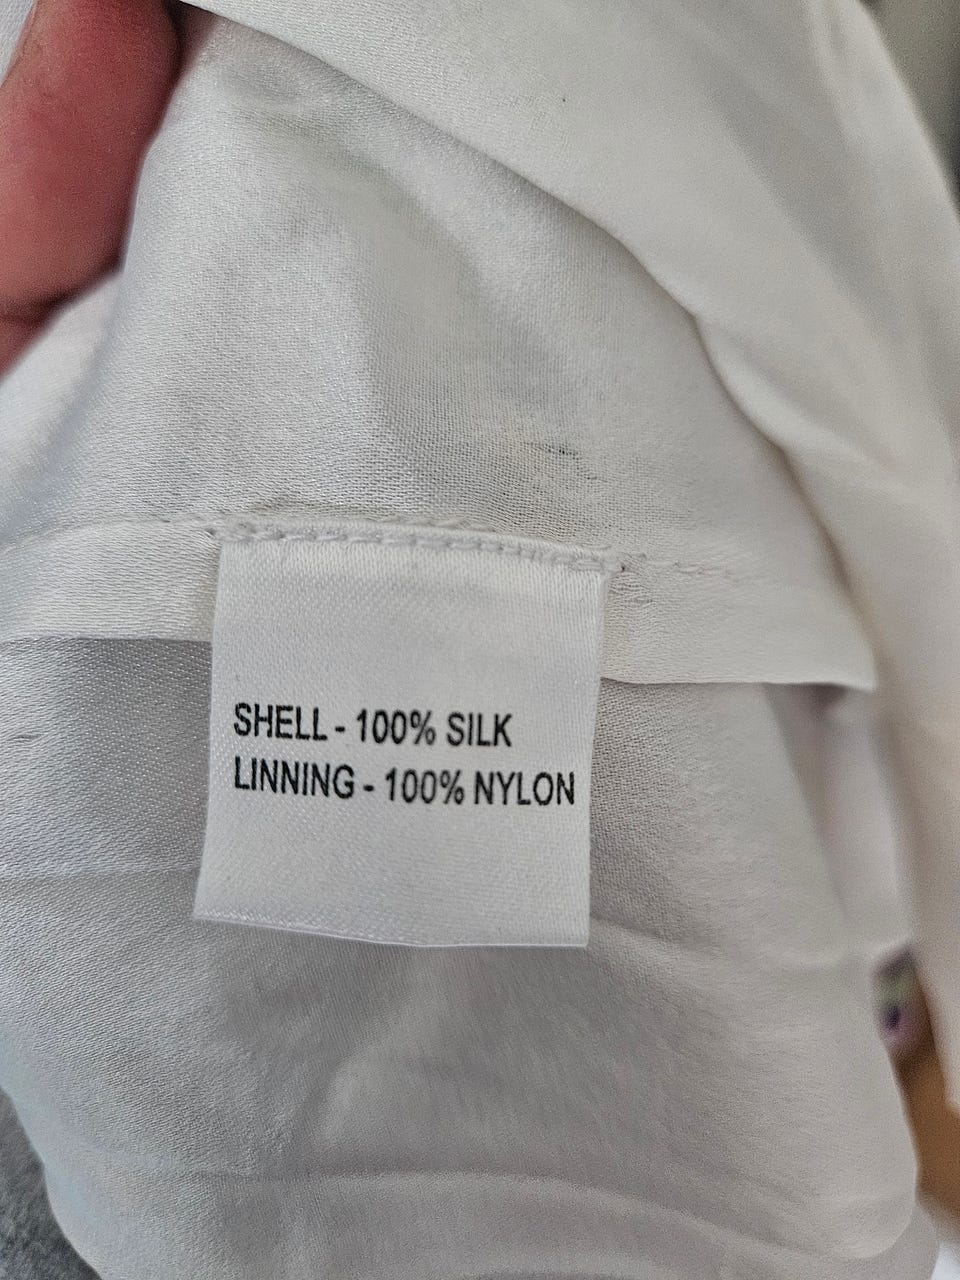 SHELL - 100% SILK
LINNING - 100% NYLON